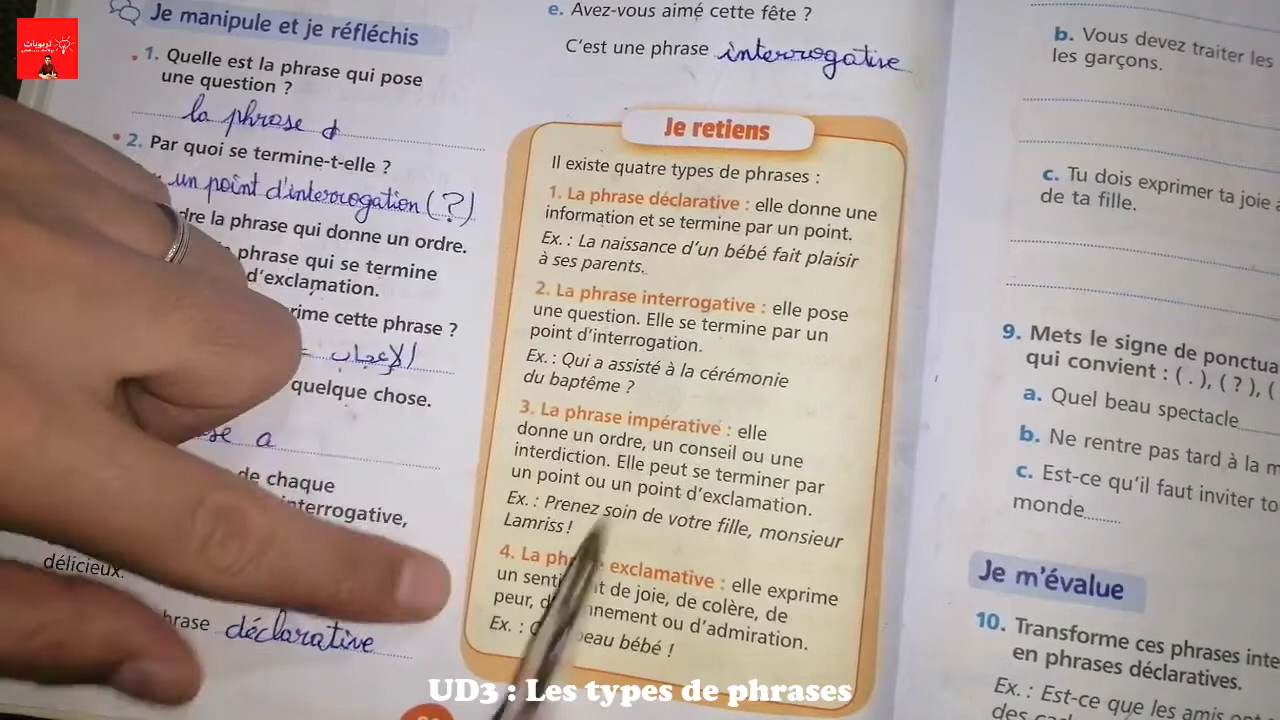 تربويات
Je manipule et je réfléchis
1. Quelle est la phrase qui pose
une question ?
la phrase d
2. Par quoi se termine-t-elle ?
un point d'interrogation (?)
la phrase qui donne un ordre.
phrase qui se termine
d'exclamation.
cette phrase ?
الإعجاب
quelque chose.
a
de chaque
interrogative,
délicieux.
déclarative
e. Avez-vous aimé cette fête ?
C'est une phrase interrogative
Je retiens
Il existe quatre types de phrases :
1. La phrase déclarative : elle donne une
information et se termine par un point.
Ex. : La naissance d'un bébé fait plaisir
à ses parents.
2. La phrase interrogative : elle pose
une question. Elle se termine par un
point d'interrogation.
Ex. : Qui a assisté à la cérémonie
du baptême ?
3. La phrase impérative : elle
donne un ordre, un conseil ou une
interdiction. Elle peut se terminer par
un point ou un point d'exclamation.
Ex. : Prenez soin de votre fille, monsieur
Lamriss !
4. La exclamative : elle exprime
un de joie, de colère, de
peur, ou d'admiration.
Ex. : beau bébé !
b. Vous devez traiter les
les garçons.
c. Tu dois exprimer ta joie
de ta fille.
9. Mets le signe de
qui convient : ( . ), ( ? ), (
a. Quel beau spectacle
b. Ne rentre pas tard à la
c. Est-ce qu'il faut inviter
monde
Je m'évalue
10. Transforme ces phrases
en phrases déclaratives.
Ex. : Est-ce que les amis
des
UD3 : Les types de phrases